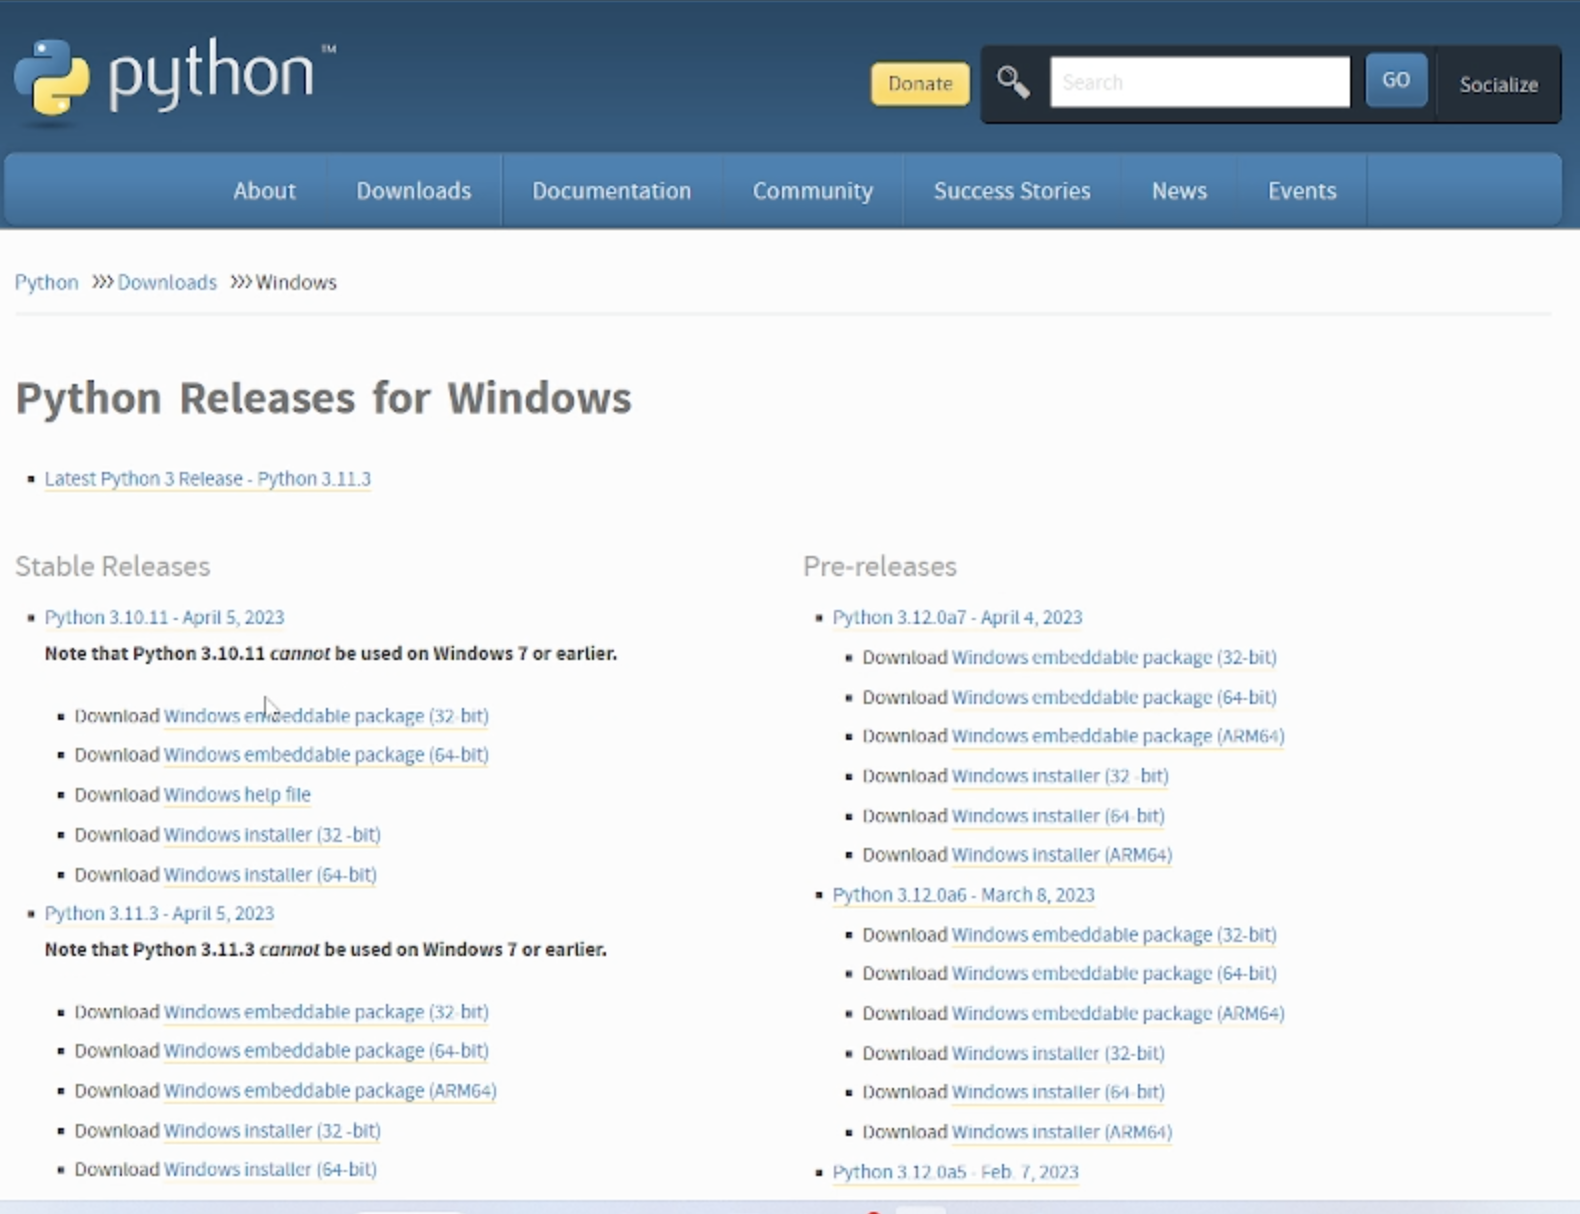 python™
Donate
Search
GO
Socialize
About
Downloads
Documentation
Community
Success Stories
News
Events
Python >>> Downloads >>> Windows
Python Releases for Windows
Latest Python 3 Release - Python 3.11.3
Stable Releases
Python 3.10.11 - April 5, 2023
Note that Python 3.10.11 cannot be used on Windows 7 or earlier.
Download Windows embeddable package (32-bit)
Download Windows embeddable package (64-bit)
Download Windows help file
Download Windows installer (32 -bit)
Download Windows installer (64-bit)
Python 3.11.3 - April 5, 2023
Note that Python 3.11.3 cannot be used on Windows 7 or earlier.
Download Windows embeddable package (32-bit)
Download Windows embeddable package (64-bit)
Download Windows embeddable package (ARM64)
Download Windows installer (32 -bit)
Download Windows installer (64-bit)
Pre-releases
Python 3.12.0a7 - April 4, 2023
Download Windows embeddable package (32-bit)
Download Windows embeddable package (64-bit)
Download Windows embeddable package (ARM64)
Download Windows installer (32 -bit)
Download Windows installer (64-bit)
Download Windows installer (ARM64)
Python 3.12.0a6 - March 8, 2023
Download Windows embeddable package (32-bit)
Download Windows embeddable package (64-bit)
Download Windows embeddable package (ARM64)
Download Windows installer (32-bit)
Download Windows installer (64-bit)
Download Windows installer (ARM64)
Python 3.12.0a5 - Feb. 7, 2023